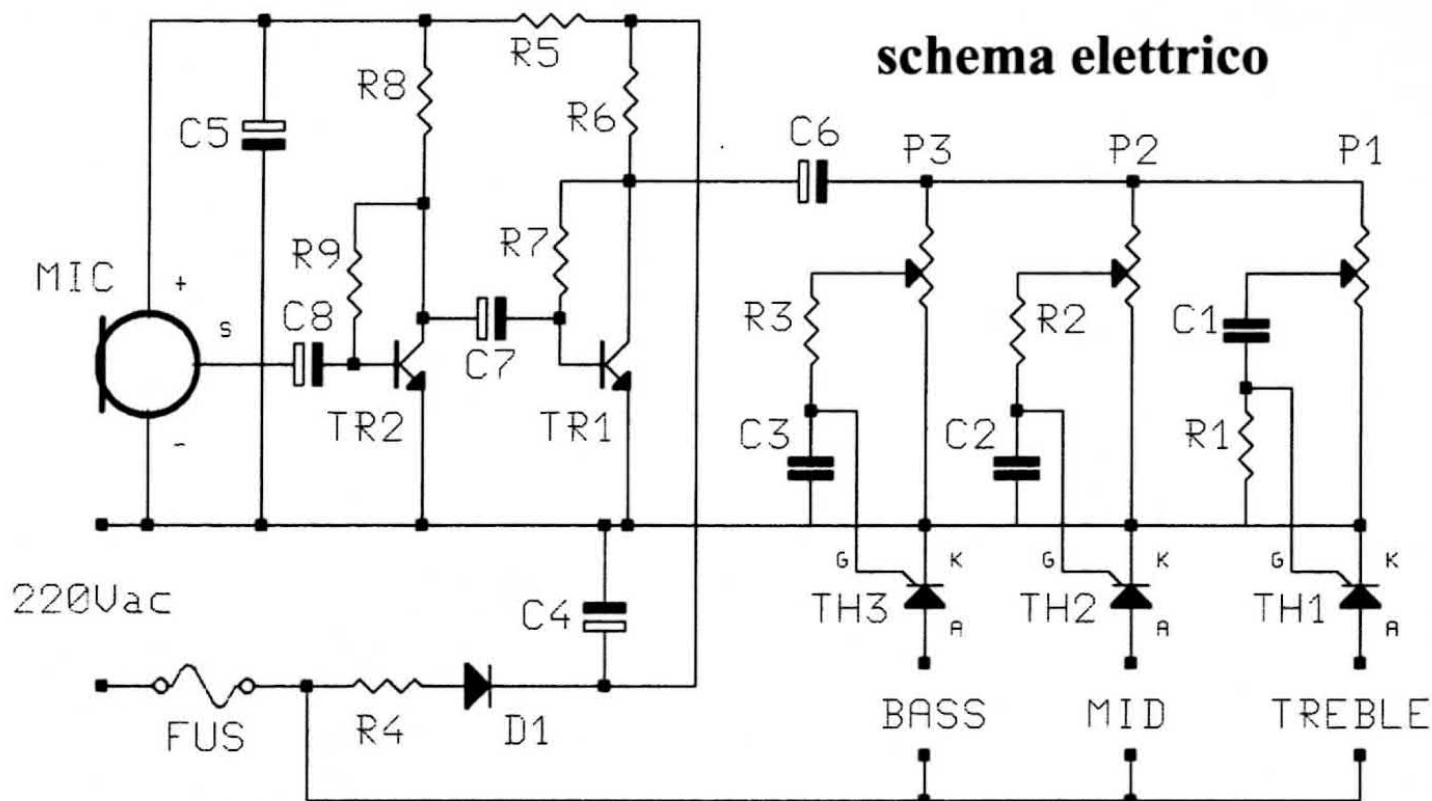 schema elettrico
R5
R8
R6
C5
C6
P3
P2
P1
R9
R7
MIC
+
S
C8
C7
R3
R2
C1
TR2
TR1
C3
C2
R1
-
220Vac
C4
G
K
G
K
G
K
TH3
TH2
TH1
A
A
A
FUS
R4
D1
BASS
MID
TREBLE